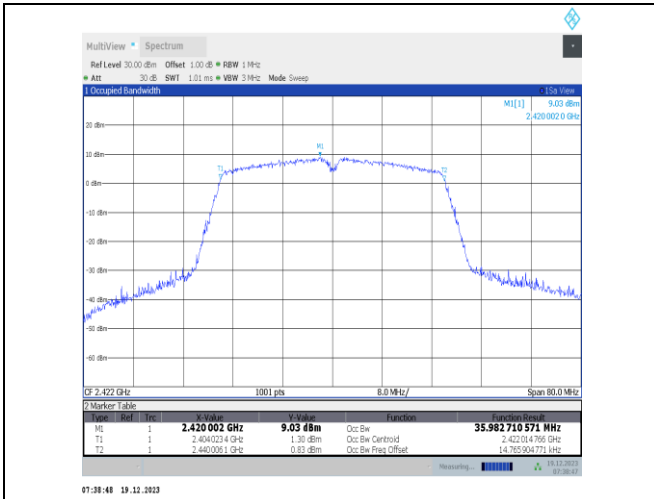 MultiView Spectrum
Ref Level 30.00 dBm Offset 1.00 dB RBW 1 MHz
Att 30 dB SWT 1.01 ms VBW 3 MHz Mode Sweep
1 Occupied Bandwidth 1Sa View
M1[1] 9.03 dBm
2.420 002 0 GHz
20 dBm
M1
10 dBm
T1 T2
0 dBm
-10 dBm
-20 dBm
-30 dBm
-40 dBm
-50 dBm
-60 dBm
CF 2.422 GHz 1001 pts 8.0 MHz/ Span 80.0 MHz
2 Marker Table
Type Ref Trc X-Value Y-Value Function Function Result
M1 1 2.420 002 GHz 9.03 dBm Occ Bw 35.982 710 571 MHz
T1 1 2.404 023 4 GHz 1.30 dBm Occ Bw Centroid 2.422 014 766 GHz
T2 1 2.440 006 1 GHz 0.83 dBm Occ Bw Freq Offset 14.765 904 771 kHz
Measuring... 19.12.2023
07:38:47
07:38:48 19.12.2023